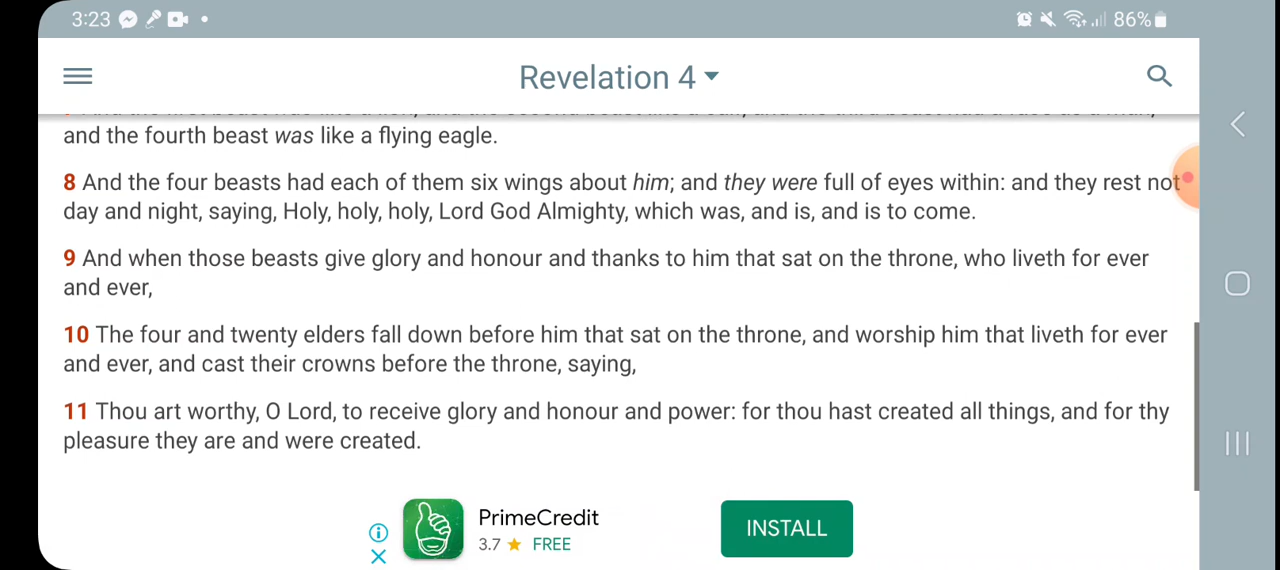 3:23
86%
Revelation 4
and the fourth beast was like a flying eagle.
8 And the four beasts had each of them six wings about him; and they were full of eyes within: and they rest not
day and night, saying, Holy, holy, holy, Lord God Almighty, which was, and is, and is to come.
9 And when those beasts give glory and honour and thanks to him that sat on the throne, who liveth for ever
and ever,
10 The four and twenty elders fall down before him that sat on the throne, and worship him that liveth for ever
and ever, and cast their crowns before the throne, saying,
11 Thou art worthy, O Lord, to receive glory and honour and power: for thou hast created all things, and for thy
pleasure they are and were created.
PrimeCredit
3.7 ★ FREE
INSTALL